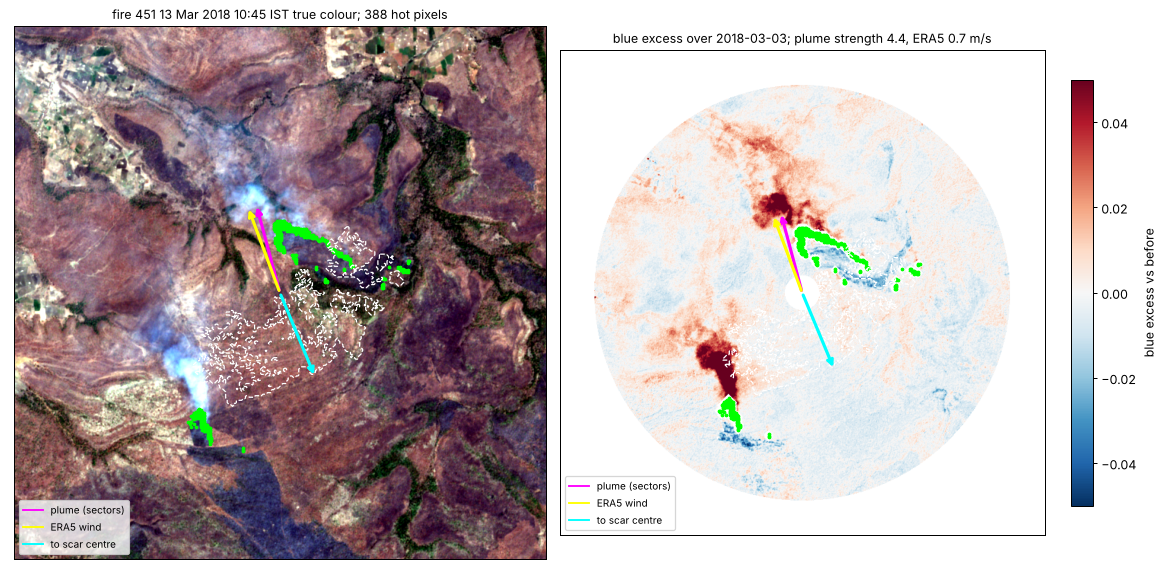 fire 451 13 Mar 2018 10:45 IST true colour; 388 hot pixels
plume (sectors)
ERA5 wind
to scar centre
blue excess over 2018-03-03; plume strength 4.4, ERA5 0.7 m/s
plume (sectors)
ERA5 wind
to scar centre
0.04
0.02
0.00
−0.02
−0.04
blue excess vs before